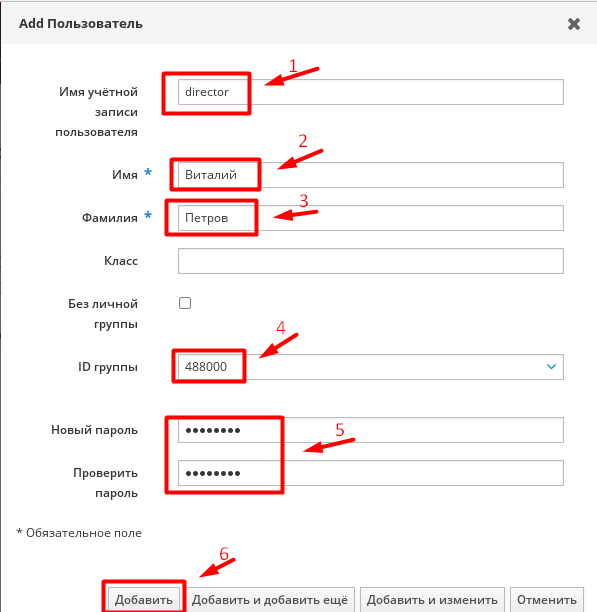 Add Пользователь
1
Имя учётной
записи
пользователя
director
2
Имя *
Виталий
3
Фамилия *
Петров
Класс
Без личной
группы
4
ID группы
488000
Новый пароль
••••••••
5
Проверить
пароль
••••••••
* Обязательное поле
6
Добавить
Добавить и добавить ещё
Добавить и изменить
Отменить